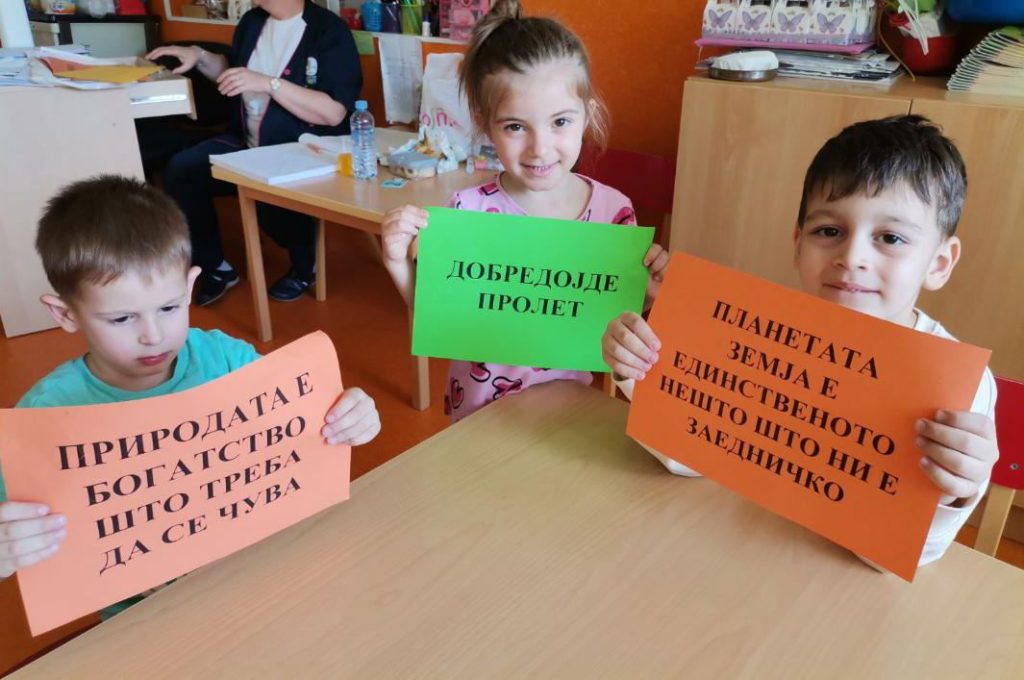 ПРИРОДАТА Е
БОГАТСТВО
ШТО ТРЕБА
ДА СЕ ЧУВА
ДОБРЕДОЈДЕ
ПРОЛЕТ
ПЛАНЕТАТА
ЗЕМЈА Е
ЕДИНСТВЕНОТО
НЕШТО ШТО НИ Е
ЗАЕДНИЧКО